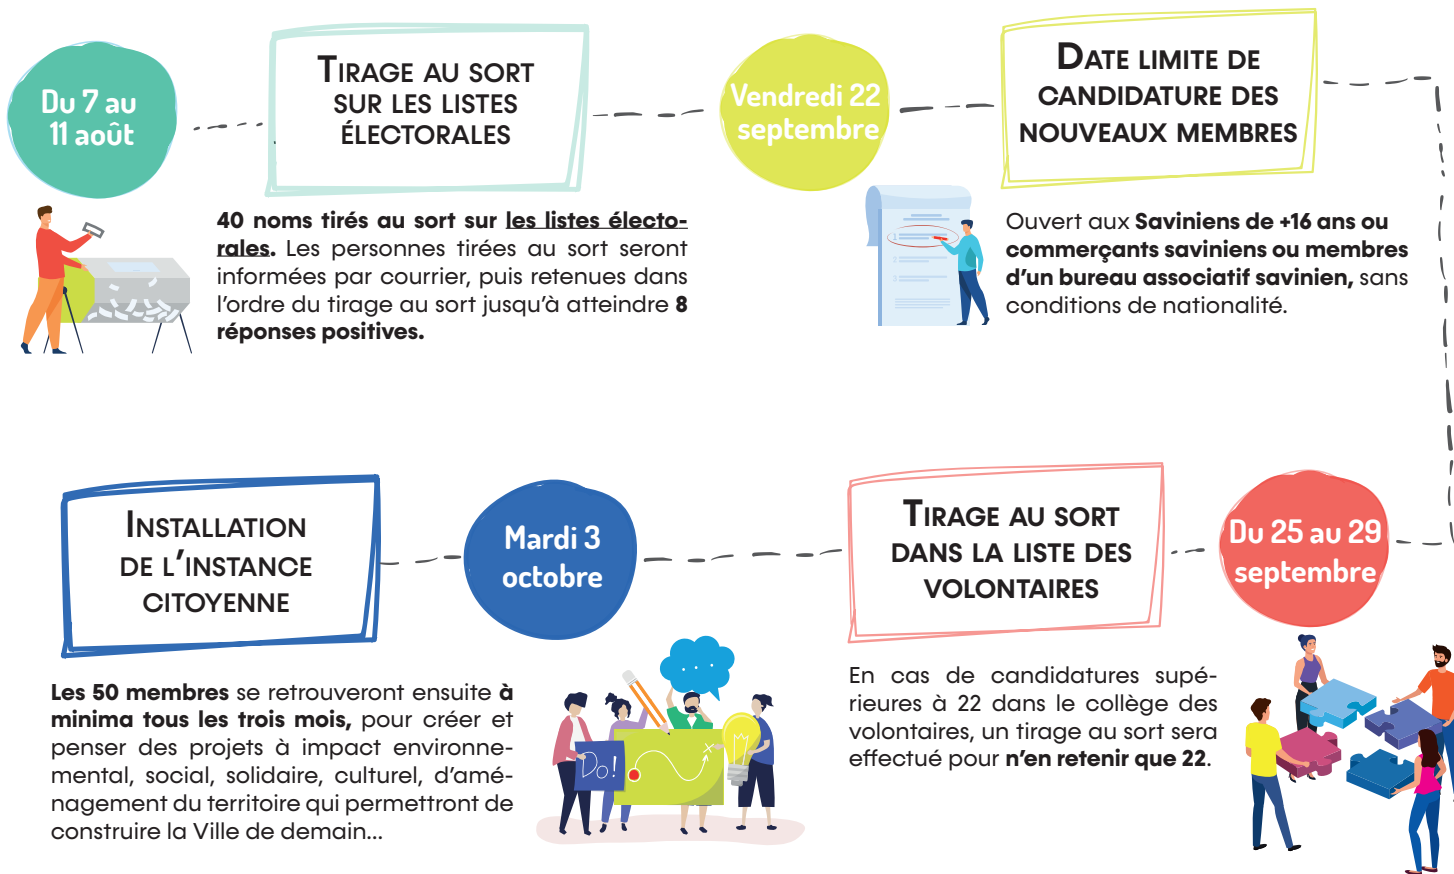 Du 7 au
11 août
TIRAGE AU SORT
SUR LES LISTES
ÉLECTORALES
40 noms tirés au sort sur les listes électo-
rales. Les personnes tirées au sort seront
informées par courrier, puis retenues dans
l'ordre du tirage au sort jusqu'à atteindre 8
réponses positives.
Vendredi 22
septembre
DATE LIMITE DE
CANDIDATURE DES
NOUVEAUX MEMBRES
Ouvert aux Saviniens de +16 ans ou
commerçants saviniens ou membres
d'un bureau associatif savinien, sans
conditions de nationalité.
Du 25 au 29
septembre
TIRAGE AU SORT
DANS LA LISTE DES
VOLONTAIRES
En cas de candidatures supé-
rieures à 22 dans le collège des
volontaires, un tirage au sort sera
effectué pour n'en retenir que 22.
Mardi 3
octobre
INSTALLATION
DE L'INSTANCE
CITOYENNE
Les 50 membres se retrouveront ensuite à
minima tous les trois mois, pour créer et
penser des projets à impact environne-
mental, social, solidaire, culturel, d'amé-
nagement du territoire qui permettront de
construire la Ville de demain...
Do!